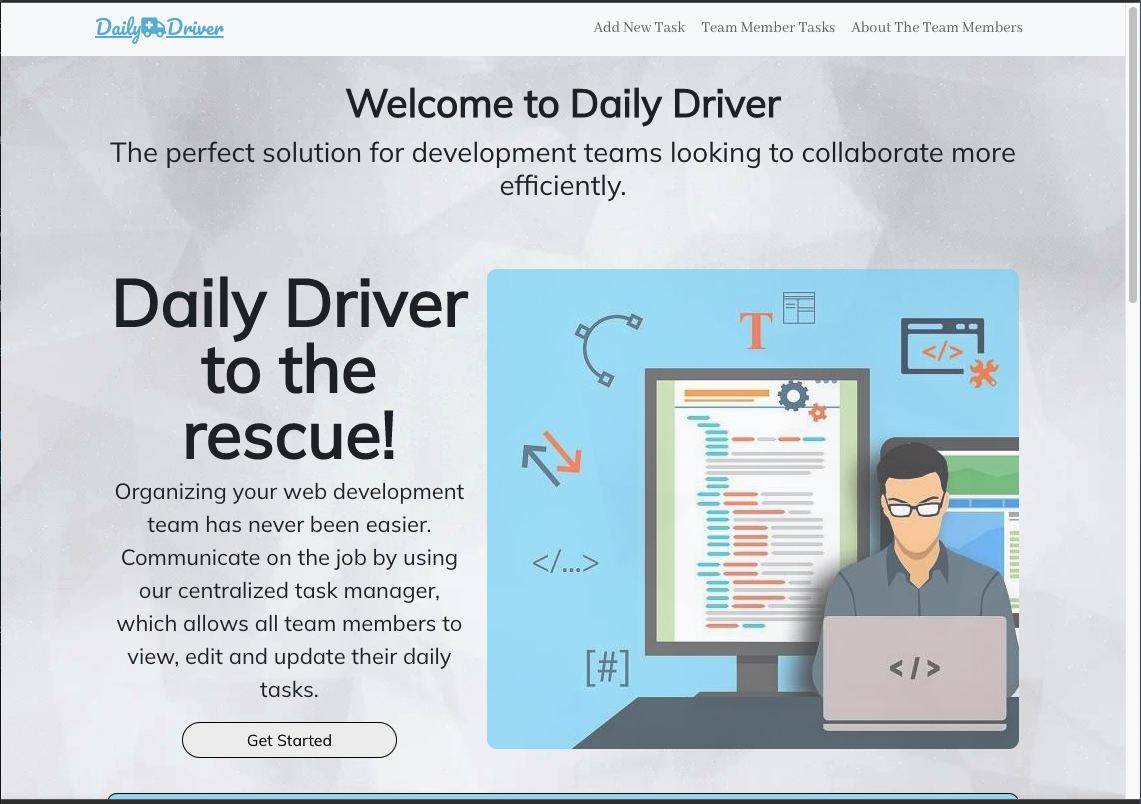 Daily Driver
Add New Task Team Member Tasks About The Team Members
Welcome to Daily Driver
The perfect solution for development teams looking to collaborate more
efficiently.
Daily Driver
to the
rescue!
Organizing your web development
team has never been easier.
Communicate on the job by using
our centralized task manager,
which allows all team members to
view, edit and update their daily
tasks.
Get Started
T
</>
</...>
[#]
</>